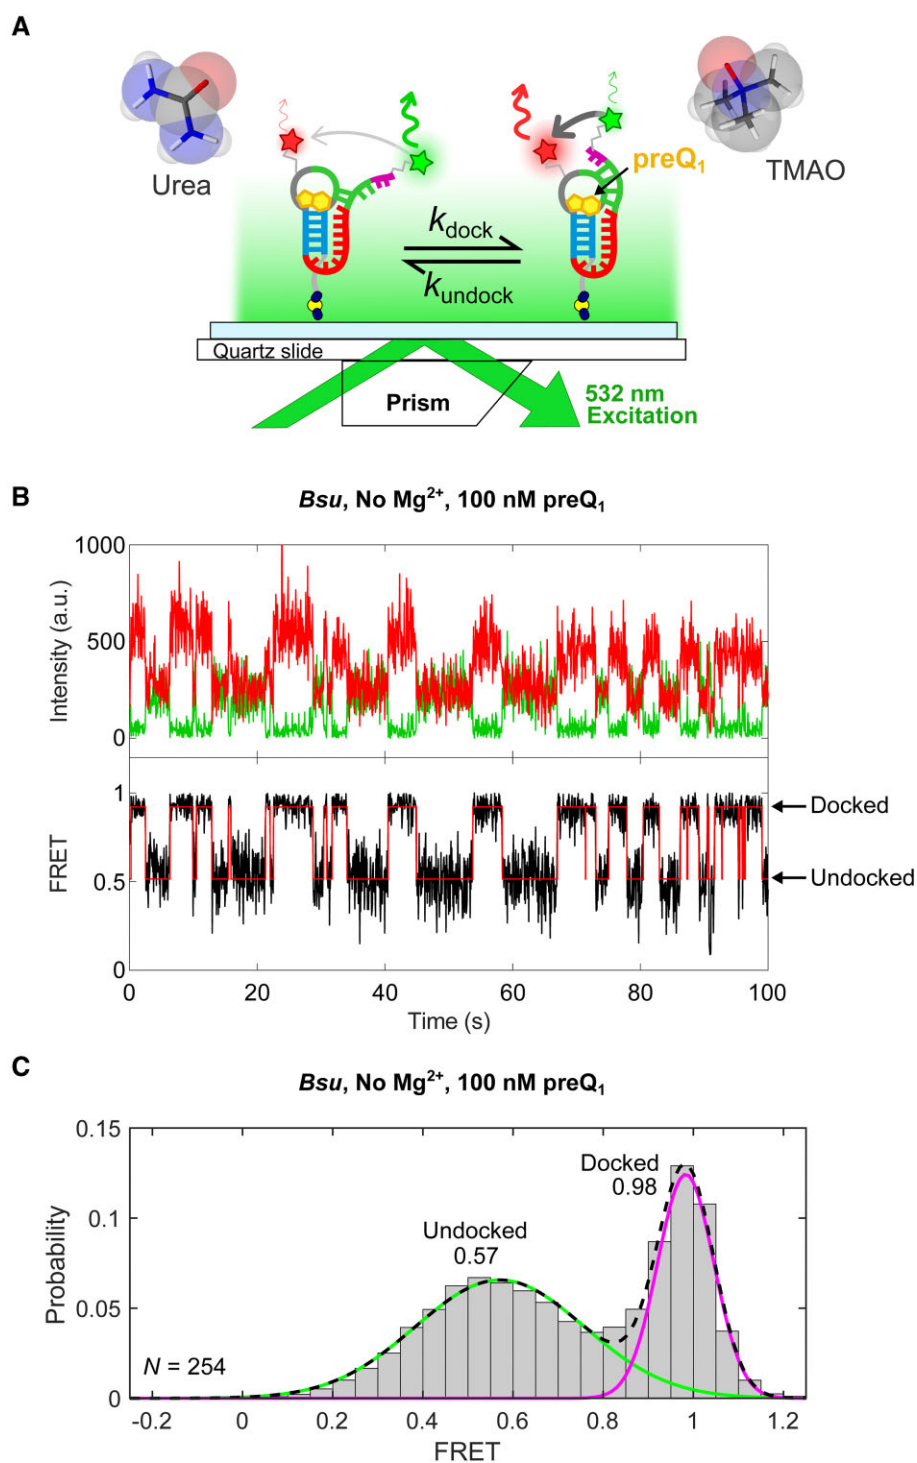 A
Urea
preQ1
TMAO
kdock
kundock
Quartz slide
Prism
532 nm
Excitation
B
Bsu, No Mg2+, 100 nM preQ1
1000
500
0
Intensity (a.u.)
1
0.5
0
FRET
Docked
Undocked
0 20 40 60 80 100
Time (s)
C
Bsu, No Mg2+, 100 nM preQ1
0.15
0.1
0.05
0
Probability
Docked
0.98
Undocked
0.57
N = 254
-0.2 0 0.2 0.4 0.6 0.8 1 1.2
FRET